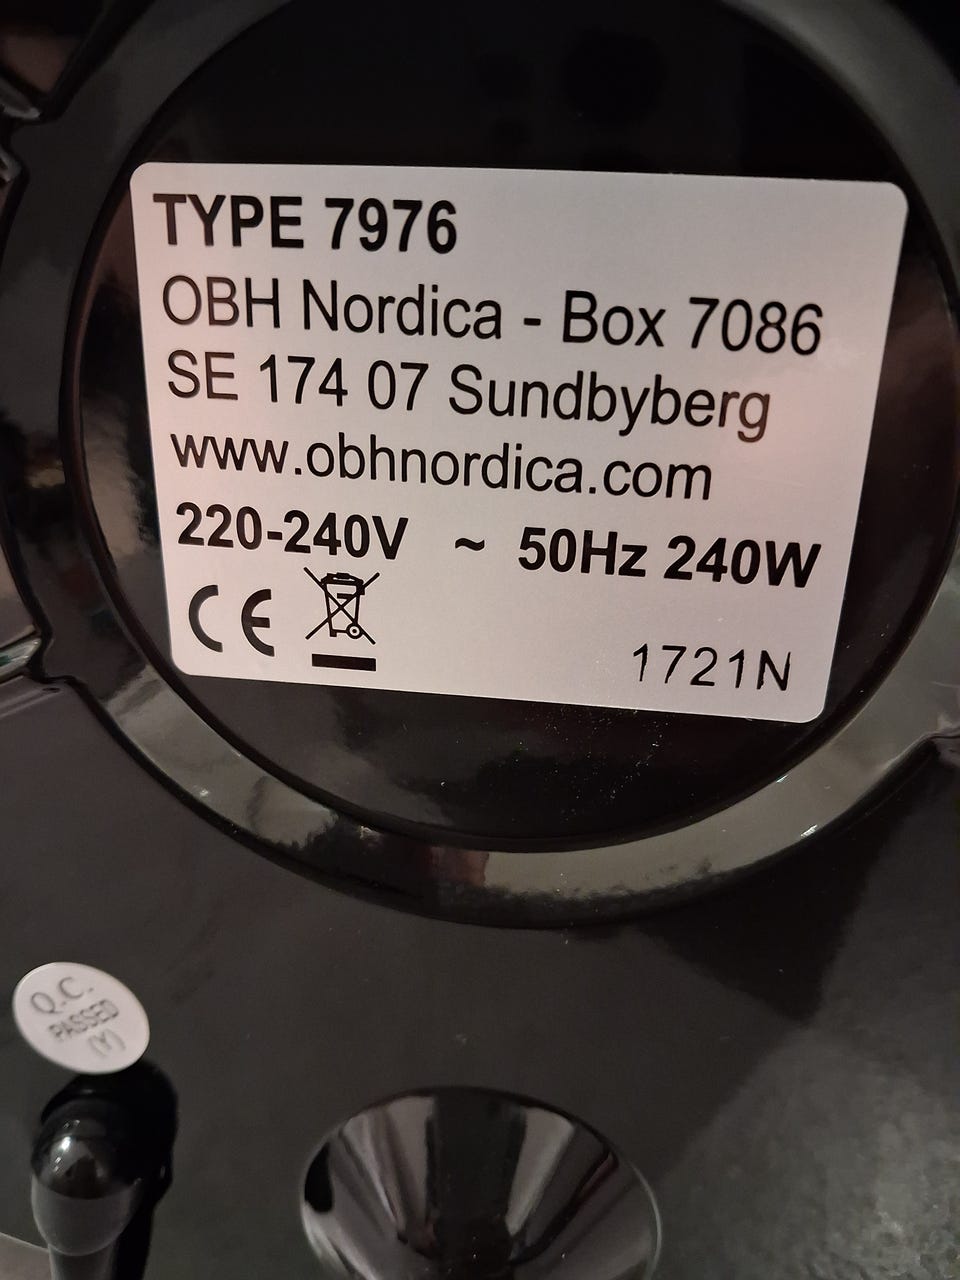 TYPE 7976
OBH Nordica - Box 7086
SE 174 07 Sundbyberg
www.obhnordica.com
220-240V ~ 50Hz 240W
CE
1721N
Q.C.
PASSED
(Y)